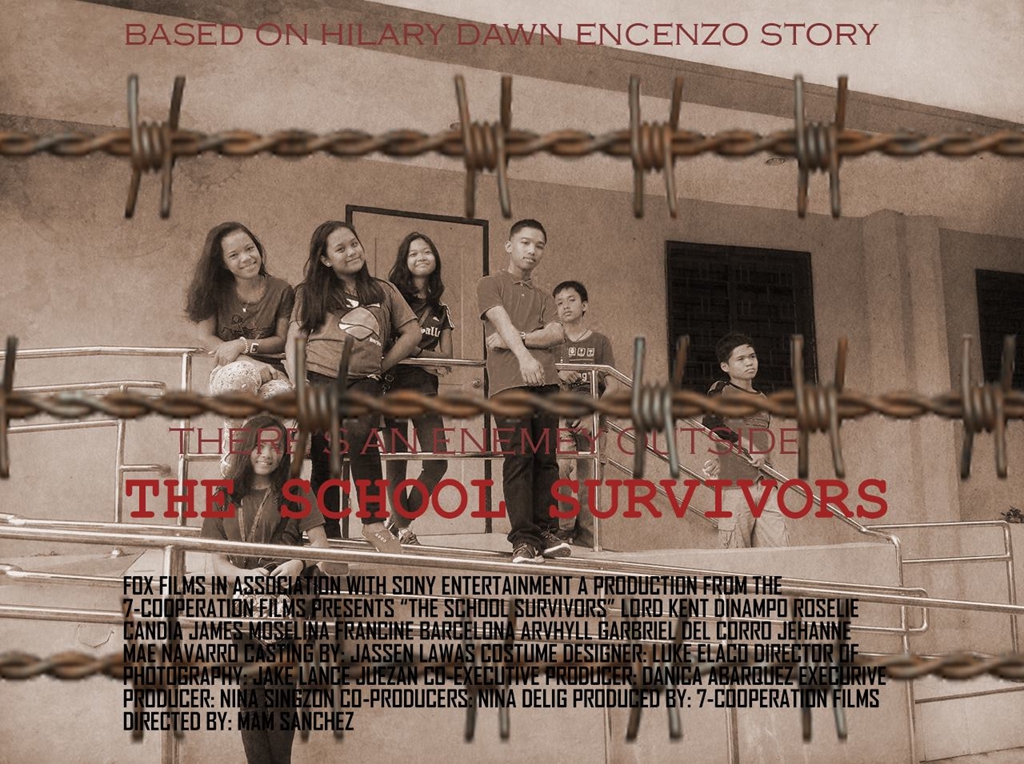 BASED ON HILARY DAWN ENCENZO STORY
THERE'S AN ENEMEY OUTSIDE
THE SCHOOL SURVIVORS
FOX FILMS IN ASSOCIATION WITH SONY ENTERTAINMENT A PRODUCTION FROM THE
7-COOPERATION FILMS PRESENTS "THE SCHOOL SURVIVORS" LORD KENT DINAMPO ROSELIE
CANDIA JAMES MOSELINA FRANCINE BARCELONA ARVHYLL GARBRIEL DEL CORRO JEHANNE
MAE NAVARRO CASTING BY: JASSEN LAWAS COSTUME DESIGNER: LUKE ELACO DIRECTOR OF
PHOTOGRAPHY: JAKE LANCE JUEZAN CO-EXECUTIVE PRODUCER: DANICA ABARQUEZ EXECURIVE
PRODUCER: NINA SINGZON CO-PRODUCERS: NINA DELIG PRODUCED BY: 7-COOPERATION FILMS
DIRECTED BY: MAM SANCHEZ